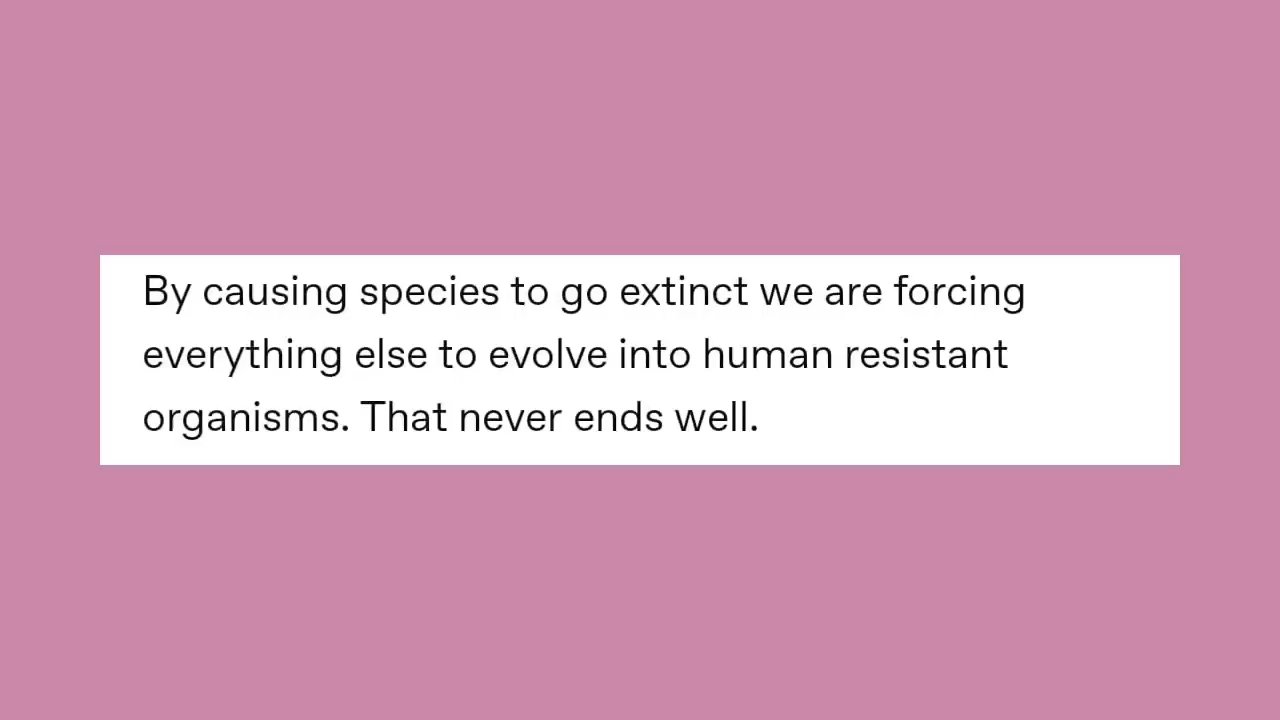 By causing species to go extinct we are forcing
everything else to evolve into human resistant
organisms. That never ends well.